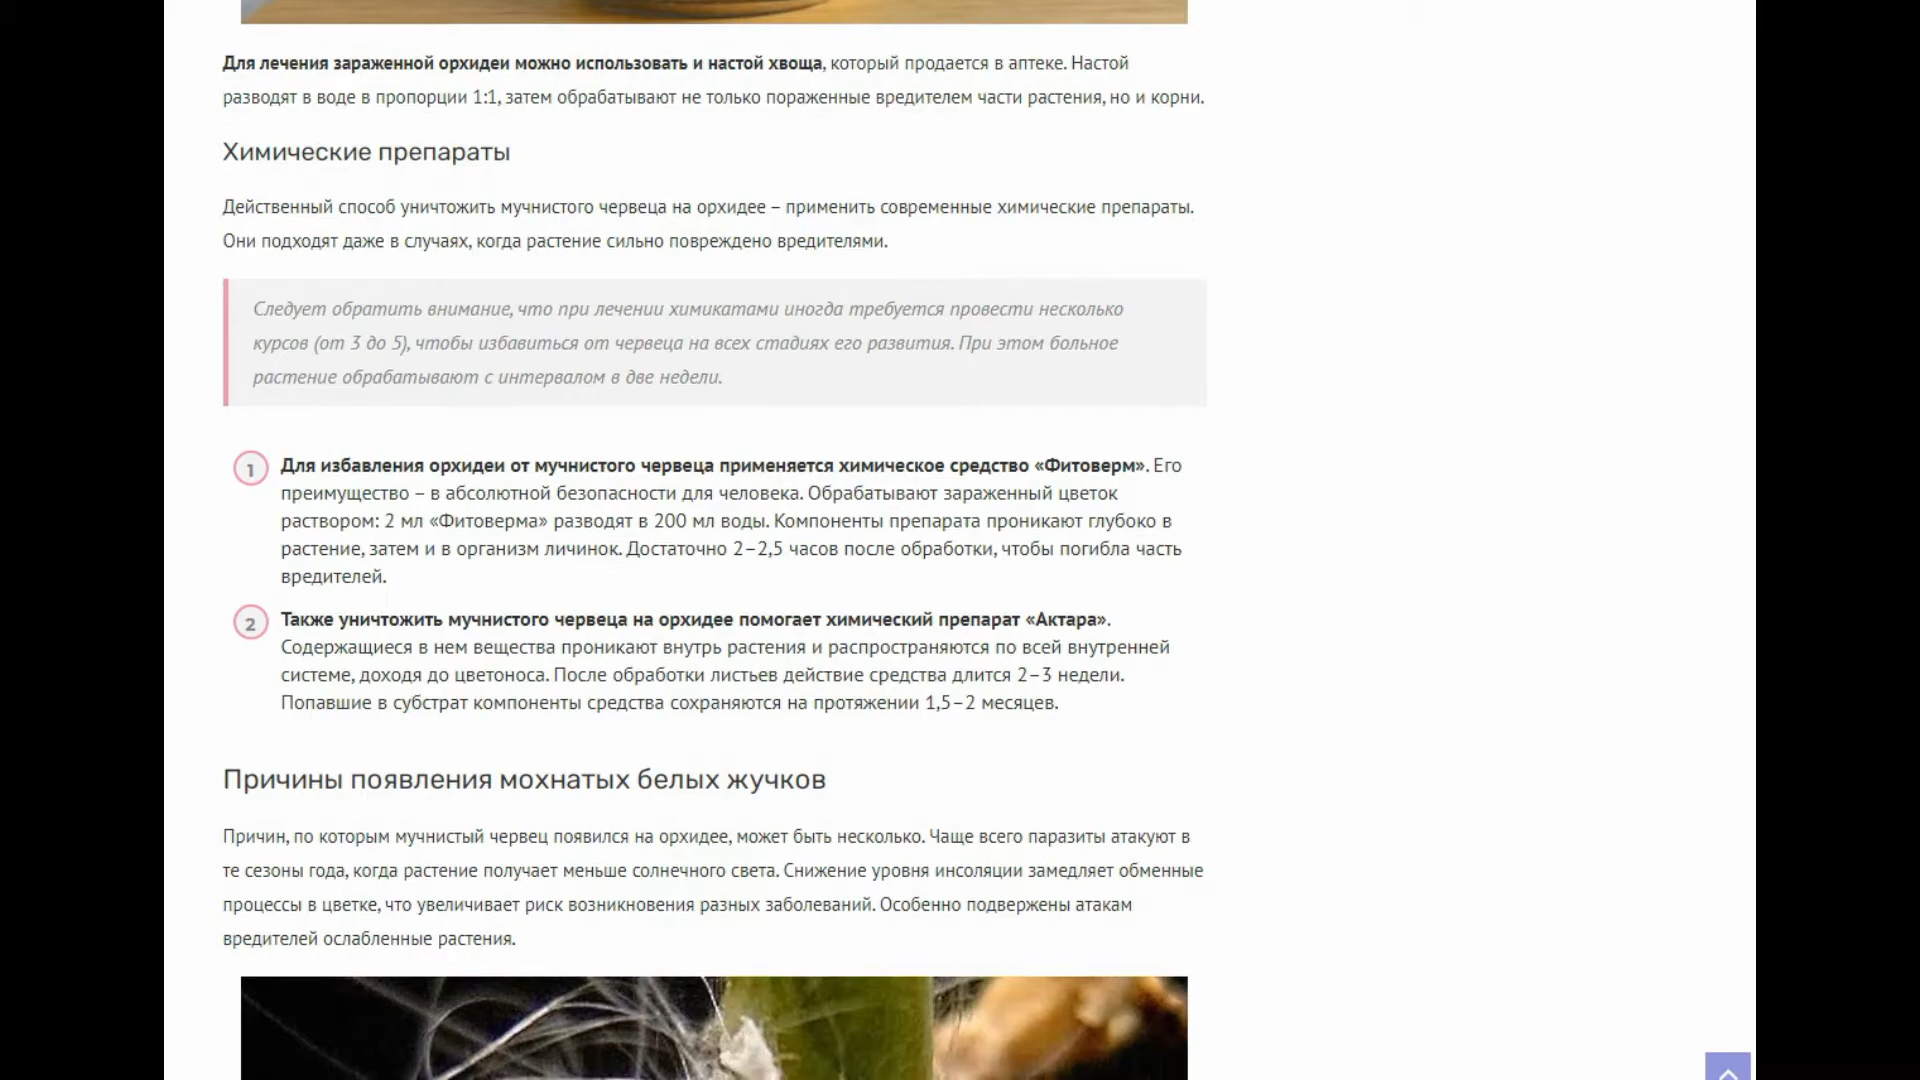 Для лечения зараженной орхидеи можно использовать и настой хвоща, который продается в аптеке. Настой
разводят в воде в пропорции 1:1, затем обрабатывают не только пораженные вредителем части растения, но и корни.
Химические препараты
Действенный способ уничтожить мучнистого червеца на орхидее – применить современные химические препараты.
Они подходят даже в случаях, когда растение сильно повреждено вредителями.
Следует обратить внимание, что при лечении химикатами иногда требуется провести несколько
курсов (от 3 до 5), чтобы избавиться от червеца на всех стадиях его развития. При этом больное
растение обрабатывают с интервалом в две недели.
1 Для избавления орхидеи от мучнистого червеца применяется химическое средство «Фитоверм». Его
преимущество – в абсолютной безопасности для человека. Обрабатывают зараженный цветок
раствором: 2 мл «Фитоверма» разводят в 200 мл воды. Компоненты препарата проникают глубоко в
растение, затем и в организм личинок. Достаточно 2–2,5 часов после обработки, чтобы погибла часть
вредителей.
2 Также уничтожить мучнистого червеца на орхидее помогает химический препарат «Актара».
Содержащиеся в нем вещества проникают внутрь растения и распространяются по всей внутренней
системе, доходя до цветоноса. После обработки листьев действие средства длится 2–3 недели.
Попавшие в субстрат компоненты средства сохраняются на протяжении 1,5–2 месяцев.
Причины появления мохнатых белых жучков
Причин, по которым мучнистый червец появился на орхидее, может быть несколько. Чаще всего паразиты атакуют в
те сезоны года, когда растение получает меньше солнечного света. Снижение уровня инсоляции замедляет обменные
процессы в цветке, что увеличивает риск возникновения разных заболеваний. Особенно подвержены атакам
вредителей ослабленные растения.